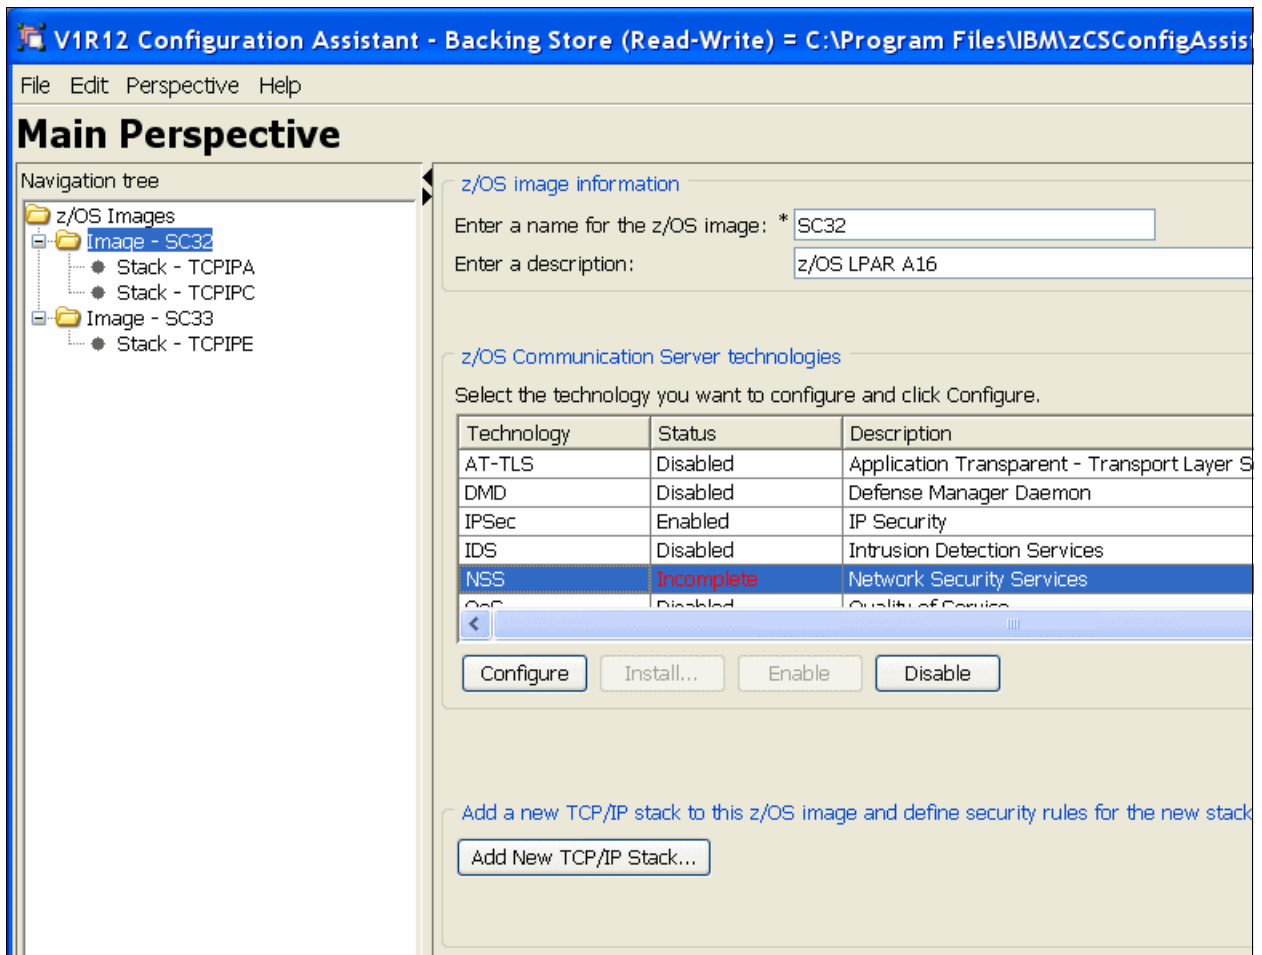 V1R12 Configuration Assistant - Backing Store (Read-Write) = C:\Program Files\IBM\zCSConfigAssis
File Edit Perspective Help
Main Perspective
Navigation tree
z/OS Images
Image - SC32
Stack - TCPIPA
Stack - TCPIPC
Image - SC33
Stack - TCPIPE
z/OS image information
Enter a name for the z/OS image: * SC32
Enter a description: z/OS LPAR A16
z/OS Communication Server technologies
Select the technology you want to configure and click Configure.
Technology Status Description
AT-TLS Disabled Application Transparent - Transport Layer S
DMD Disabled Defense Manager Daemon
IPSec Enabled IP Security
IDS Disabled Intrusion Detection Services
NSS Incomplete Network Security Services
QoS Disabled Quality of Service
Configure Install... Enable Disable
Add a new TCP/IP stack to this z/OS image and define security rules for the new stack
Add New TCP/IP Stack...